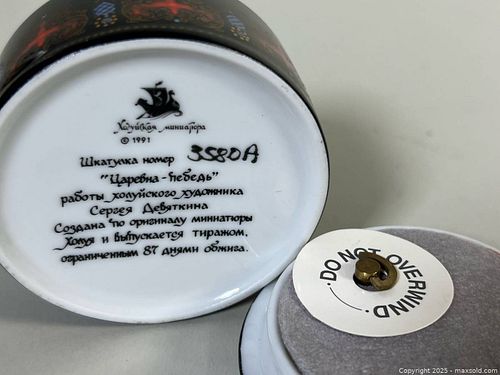 Холуйская миниатюра
© 1991
Шкатулка номер 3580A
"Царевна-лебедь"
работы холуйского художника
Сергея Девяткина
Создана по оригиналу миниатюры
Холуя и выпускается тиражом,
ограниченным 87 днями обжига.
·DO NOT OVERWIND·
Copyright 2025 - maxsold.com